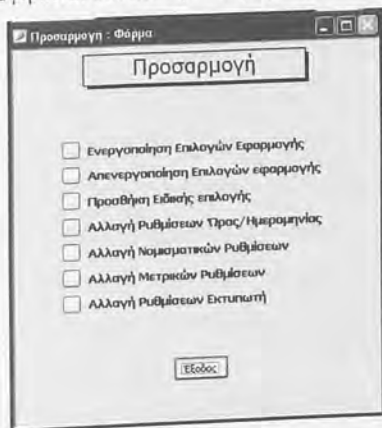 Προσαρμογη : Φόρμα
Προσαρμογή
Ενεργοποίηση Επιλογών Εφαρμογής
Απενεργοποίηση Επιλογών εφαρμογής
Προσθήκη Ειδικής επιλογής
Αλλαγή Ρυθμίσεων Ώρας/Ημερομηνίας
Αλλαγή Νομισματικών Ρυθμίσεων
Αλλαγή Μετρικών Ρυθμίσεων
Αλλαγή Ρυθμίσεων Εκτυπωτή
Έξοδος